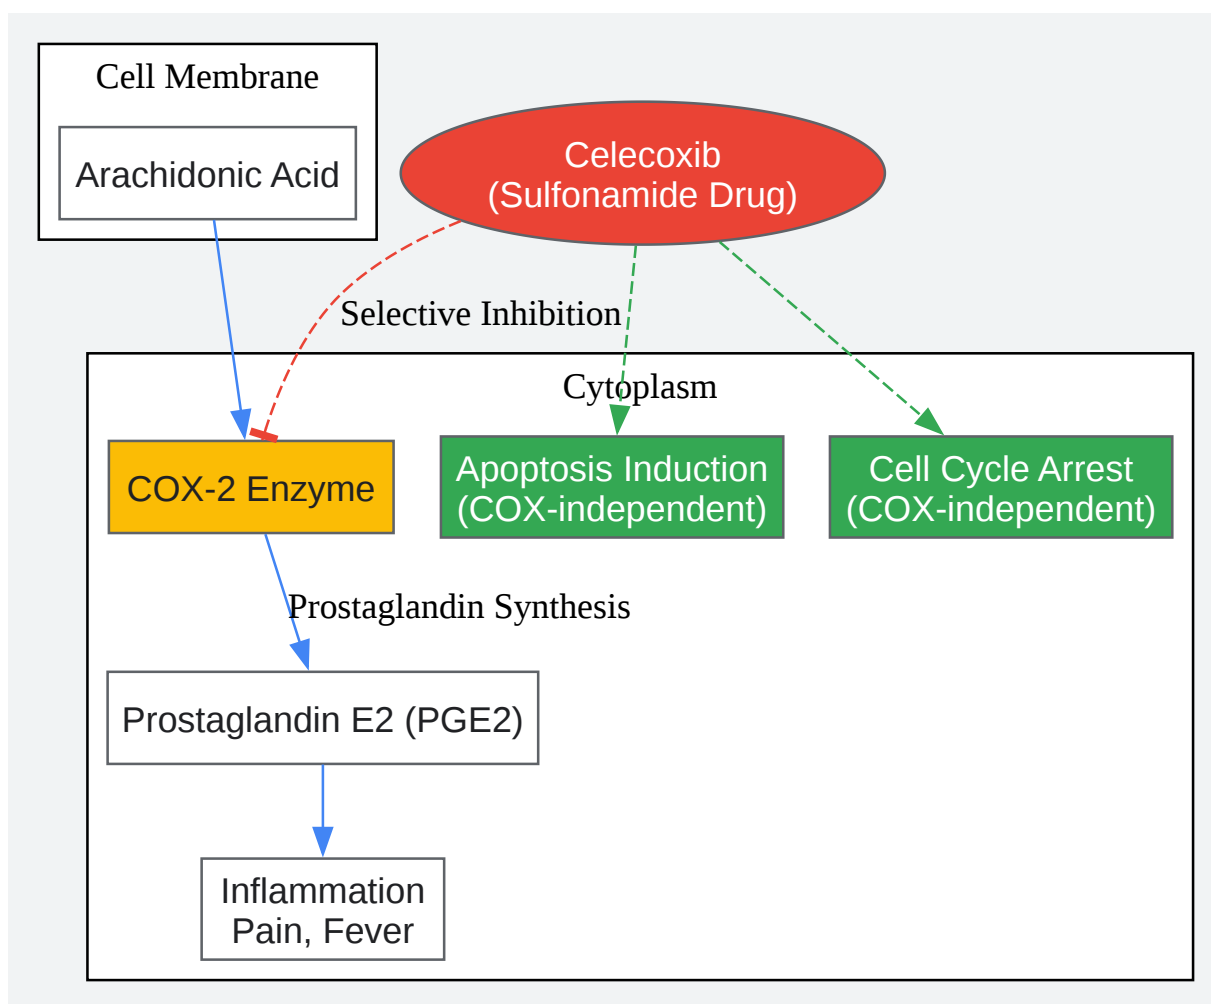 Cell Membrane
Arachidonic Acid
Celecoxib
(Sulfonamide Drug)
Selective Inhibition
Cytoplasm
COX-2 Enzyme
Apoptosis Induction
(COX-independent)
Cell Cycle Arrest
(COX-independent)
Prostaglandin Synthesis
Prostaglandin E2 (PGE2)
Inflammation
Pain, Fever